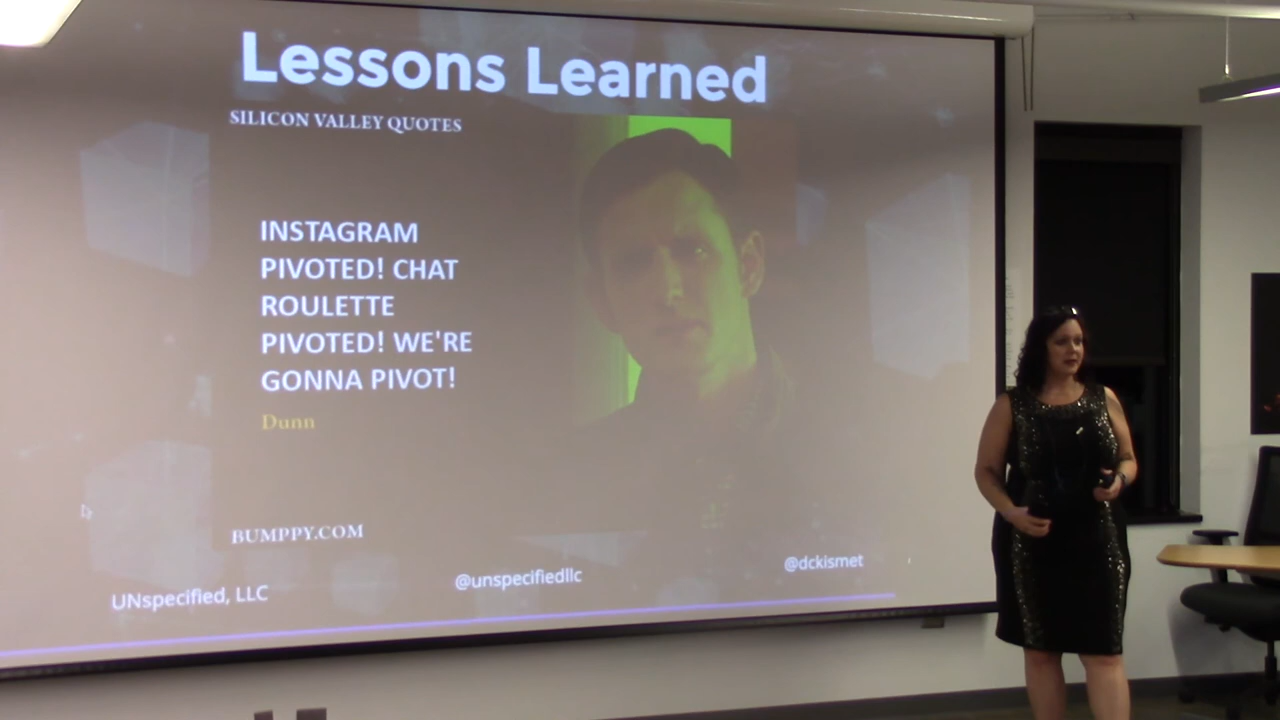 Lessons Learned
SILICON VALLEY QUOTES
INSTAGRAM
PIVOTED! CHAT
ROULETTE
PIVOTED! WE'RE
GONNA PIVOT!
Dunn
BUMPPY.COM
UNspecified, LLC
@unspecifiedllc
@dckismet